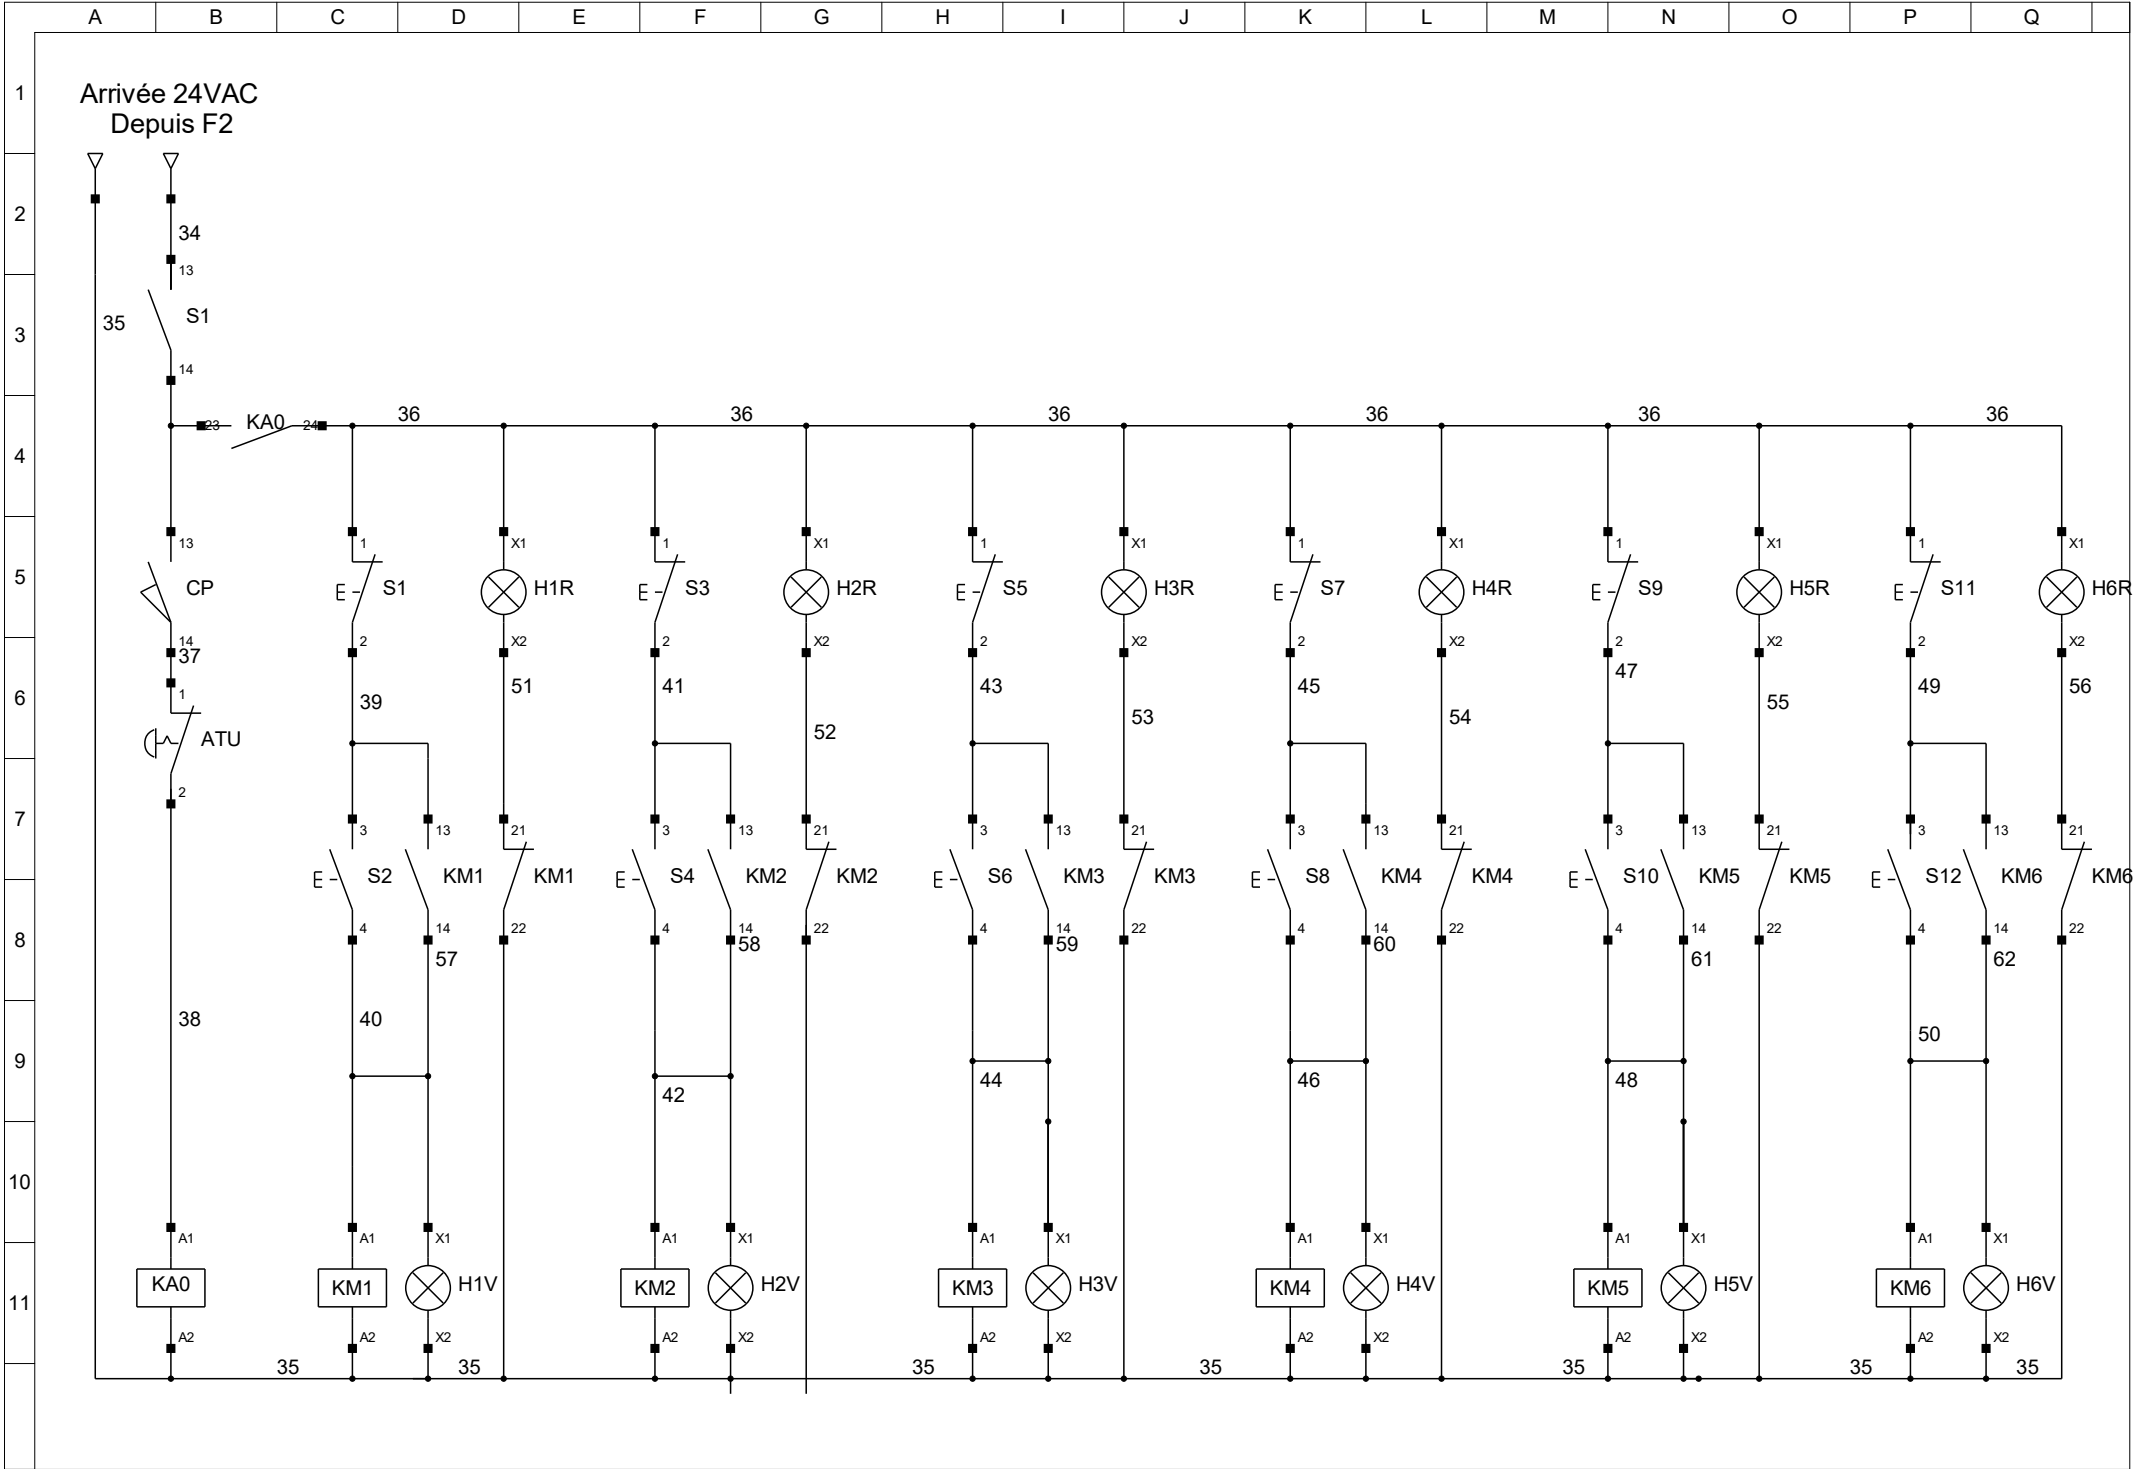 A B C D E F G H I J K L M N O P Q
1
Arrivée 24VAC
Depuis F2
2
34
13
3
35 S1
14
36 36 36 36 36 36
23 KA0 24
4
13 1 X1 1 X1 1 X1 1 X1 1 X1 1 X1
5 CP S1 H1R S3 H2R S5 H3R S7 H4R S9 H5R S11 H6R
14 2 X2 2 X2 2 X2 2 X2 2 X2 2 X2
37
47
1
6 39 51 41 43 45 49 56
53 54 55
52
ATU
2
7
3 13 21 3 13 21 3 13 21 3 13 21 3 13 21 3 13 21
S2 KM1 KM1 S4 KM2 KM2 S6 KM3 KM3 S8 KM4 KM4 S10 KM5 KM5 S12 KM6 KM6
4 14 22 4 14 22 4 14 22 4 14 22 4 14 22 4 14 22
8 58 59 60
57 61 62
38 40
50
9
44 46 48
42
10
A1 A1 X1 A1 X1 A1 X1 A1 X1 A1 X1 A1 X1
KA0 KM1 H1V KM2 H2V KM3 H3V KM4 H4V KM5 H5V KM6 H6V
11
A2 A2 X2 A2 X2 A2 X2 A2 X2 A2 X2 A2 X2
35 35 35 35 35 35 35